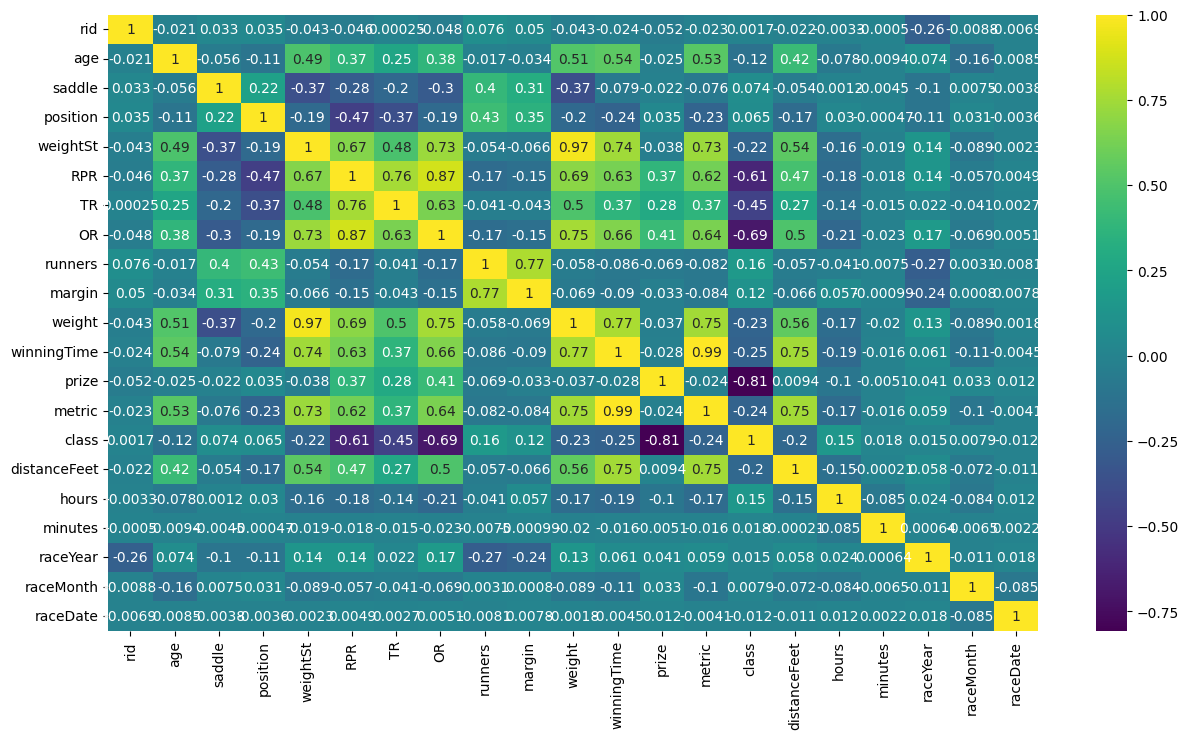 rid 1 -0.021 0.033 0.035 -0.043 -0.046 0.00025 -0.048 0.076 0.05 -0.043 -0.024 -0.052 -0.023 0.0017 -0.022 -0.0033 -0.0005 -0.26 -0.0088 0.0069 1.00
age -0.021 1 -0.056 -0.11 0.49 0.37 0.25 0.38 -0.017 -0.034 0.51 0.54 -0.025 0.53 -0.12 0.42 -0.078 0.0094 0.074 -0.16 -0.0085 0.75
saddle 0.033 -0.056 1 0.22 -0.37 -0.28 -0.2 -0.3 0.4 0.31 -0.37 -0.079 -0.022 -0.076 0.074 -0.054 0.0012 0.0045 -0.1 0.0075 -0.0038
position 0.035 -0.11 0.22 1 -0.19 -0.47 -0.37 -0.19 0.43 0.35 -0.2 -0.24 0.035 -0.23 0.065 -0.17 0.03 -0.00047 -0.11 0.031 -0.0036
weightSt -0.043 0.49 -0.37 -0.19 1 0.67 0.48 0.73 -0.054 -0.066 0.97 0.74 -0.038 0.73 -0.22 0.54 -0.16 -0.019 0.14 -0.089 -0.0023 0.50
RPR -0.046 0.37 -0.28 -0.47 0.67 1 0.76 0.87 -0.17 -0.15 0.69 0.63 0.37 0.62 -0.61 0.47 -0.18 -0.018 0.14 -0.057 0.0049
TR 0.00025 0.25 -0.2 -0.37 0.48 0.76 1 0.63 -0.041 -0.043 0.5 0.37 0.28 0.37 -0.45 0.27 -0.14 -0.015 0.022 -0.041 0.0027
OR -0.048 0.38 -0.3 -0.19 0.73 0.87 0.63 1 -0.17 -0.15 0.75 0.66 0.41 0.64 -0.69 0.5 -0.21 -0.023 0.17 -0.069 0.0051 0.25
runners 0.076 -0.017 0.4 0.43 -0.054 -0.17 -0.041 -0.17 1 0.77 -0.058 -0.086 -0.069 -0.082 0.16 -0.057 -0.041 -0.0075 -0.27 0.0031 -0.0081
margin 0.05 -0.034 0.31 0.35 -0.066 -0.15 -0.043 -0.15 0.77 1 -0.069 -0.09 -0.033 -0.084 0.12 -0.066 0.057 0.00099 -0.24 0.0008 0.0078
weight -0.043 0.51 -0.37 -0.2 0.97 0.69 0.5 0.75 -0.058 -0.069 1 0.77 -0.037 0.75 -0.23 0.56 -0.17 -0.02 0.13 -0.089 -0.0018 0.00
winningTime -0.024 0.54 -0.079 -0.24 0.74 0.63 0.37 0.66 -0.086 -0.09 0.77 1 -0.028 0.99 -0.25 0.75 -0.19 -0.016 0.061 -0.11 -0.0045
prize -0.052 -0.025 -0.022 0.035 -0.038 0.37 0.28 0.41 -0.069 -0.033 -0.037 -0.028 1 -0.024 -0.81 0.0094 -0.1 -0.0051 0.041 0.033 0.012
metric -0.023 0.53 -0.076 -0.23 0.73 0.62 0.37 0.64 -0.082 -0.084 0.75 0.99 -0.024 1 -0.24 0.75 -0.17 -0.016 0.059 -0.1 -0.0041
class 0.0017 -0.12 0.074 0.065 -0.22 -0.61 -0.45 -0.69 0.16 0.12 -0.23 -0.25 -0.81 -0.24 1 -0.2 0.15 0.018 0.015 0.0079 -0.012 -0.25
distanceFeet -0.022 0.42 -0.054 -0.17 0.54 0.47 0.27 0.5 -0.057 -0.066 0.56 0.75 0.0094 0.75 -0.2 1 -0.15 0.00021 0.058 -0.072 -0.011
hours -0.0033 -0.078 0.0012 0.03 -0.16 -0.18 -0.14 -0.21 -0.041 0.057 -0.17 -0.19 -0.1 -0.17 0.15 -0.15 1 -0.085 0.024 -0.084 0.012
minutes -0.0005 0.0094 0.0045 -0.00047 -0.019 -0.018 -0.015 -0.023 -0.0075 0.00099 -0.02 -0.016 -0.0051 -0.016 0.018 -0.00021 0.085 1 0.00064 0.0065 0.0022 -0.50
raceYear -0.26 0.074 -0.1 -0.11 0.14 0.14 0.022 0.17 -0.27 -0.24 0.13 0.061 0.041 0.059 0.015 0.058 0.024 0.00064 1 -0.011 0.018
raceMonth 0.0088 -0.16 0.0075 0.031 -0.089 -0.057 -0.041 -0.069 0.0031 0.0008 -0.089 -0.11 0.033 -0.1 0.0079 -0.072 -0.084 0.0065 -0.011 1 -0.085
raceDate 0.0069 0.0085 0.0038 0.0036 0.0023 0.0049 0.0027 0.0051 -0.0081 0.0078 0.0018 0.0045 0.012 -0.0041 -0.012 -0.011 0.012 0.0022 0.018 -0.085 1 -0.75
rid age saddle position weightSt RPR TR OR runners margin weight winningTime prize metric class distanceFeet hours minutes raceYear raceMonth raceDate